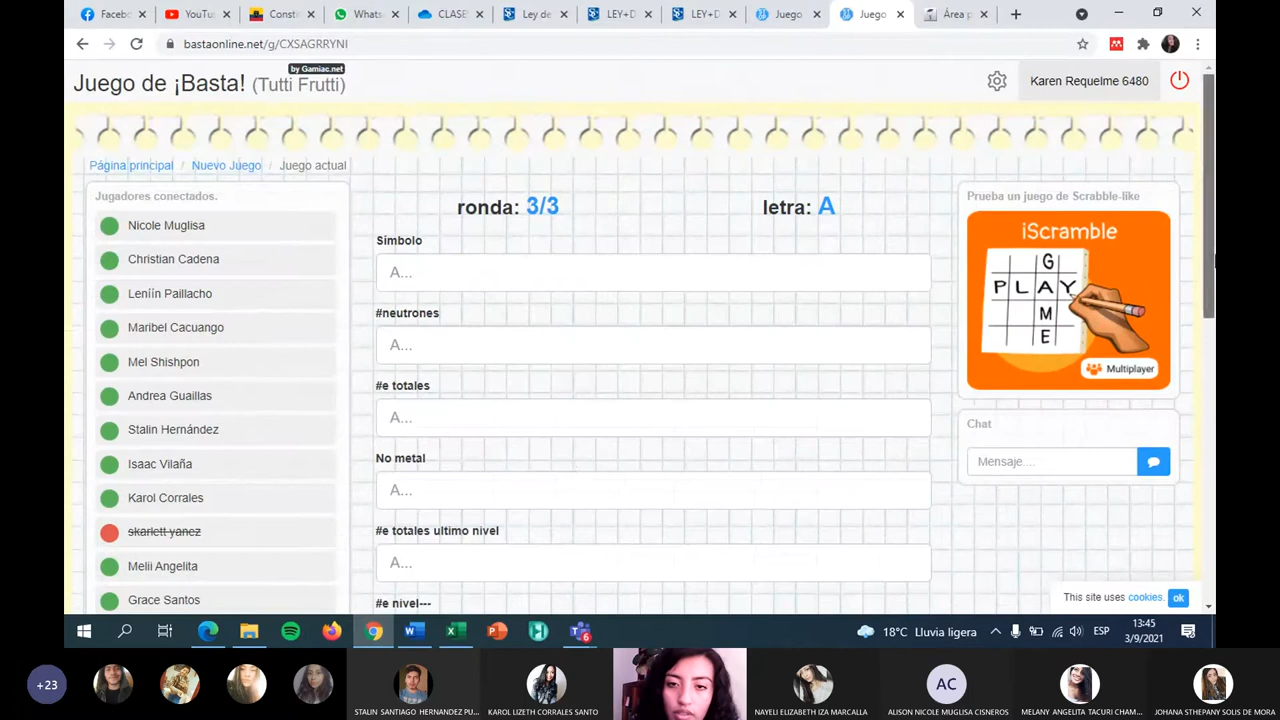 Faceb
YouTu
Consti
Whats
CLASE
Ley de
LEY+D
LEY+D
Juego
Juego
Área p
bastaonline.net/g/CXSAGRRYNI
by Gamiac.net
Juego de ¡Basta! (Tutti Frutti)
Karen Requelme 6480
Página principal / Nuevo Juego / Juego actual
Jugadores conectados.
Nicole Muglisa
Christian Cadena
Leniín Paillacho
Maribel Cacuango
Mel Shishpon
Andrea Guaillas
Stalin Hernández
Isaac Vilaña
Karol Corrales
skarlett yanez
Melii Angelita
Grace Santos
ronda: 3/3
letra: A
Simbolo
A...
#neutrones
A...
#e totales
A...
No metal
A...
#e totales ultimo nivel
A...
#e nivel---
Prueba un juego de Scrabble-like
iScramble
G
PLAY
M
E
Multiplayer
Chat
Mensaje....
This site uses cookies. ok
18°C Lluvia ligera
ESP
13:45
3/9/2021
6
+23
STALIN SANTIAGO HERNANDEZ PU...
KAROL LIZETH CORRALES SANTO
NAYELI ELIZABETH IZA MARCALLA
AC
ALISON NICOLE MUGLISA CISNEROS
MELANY ANGELITA TACURI CHAM...
JOHANA STHEPANY SOLIS DE MORA